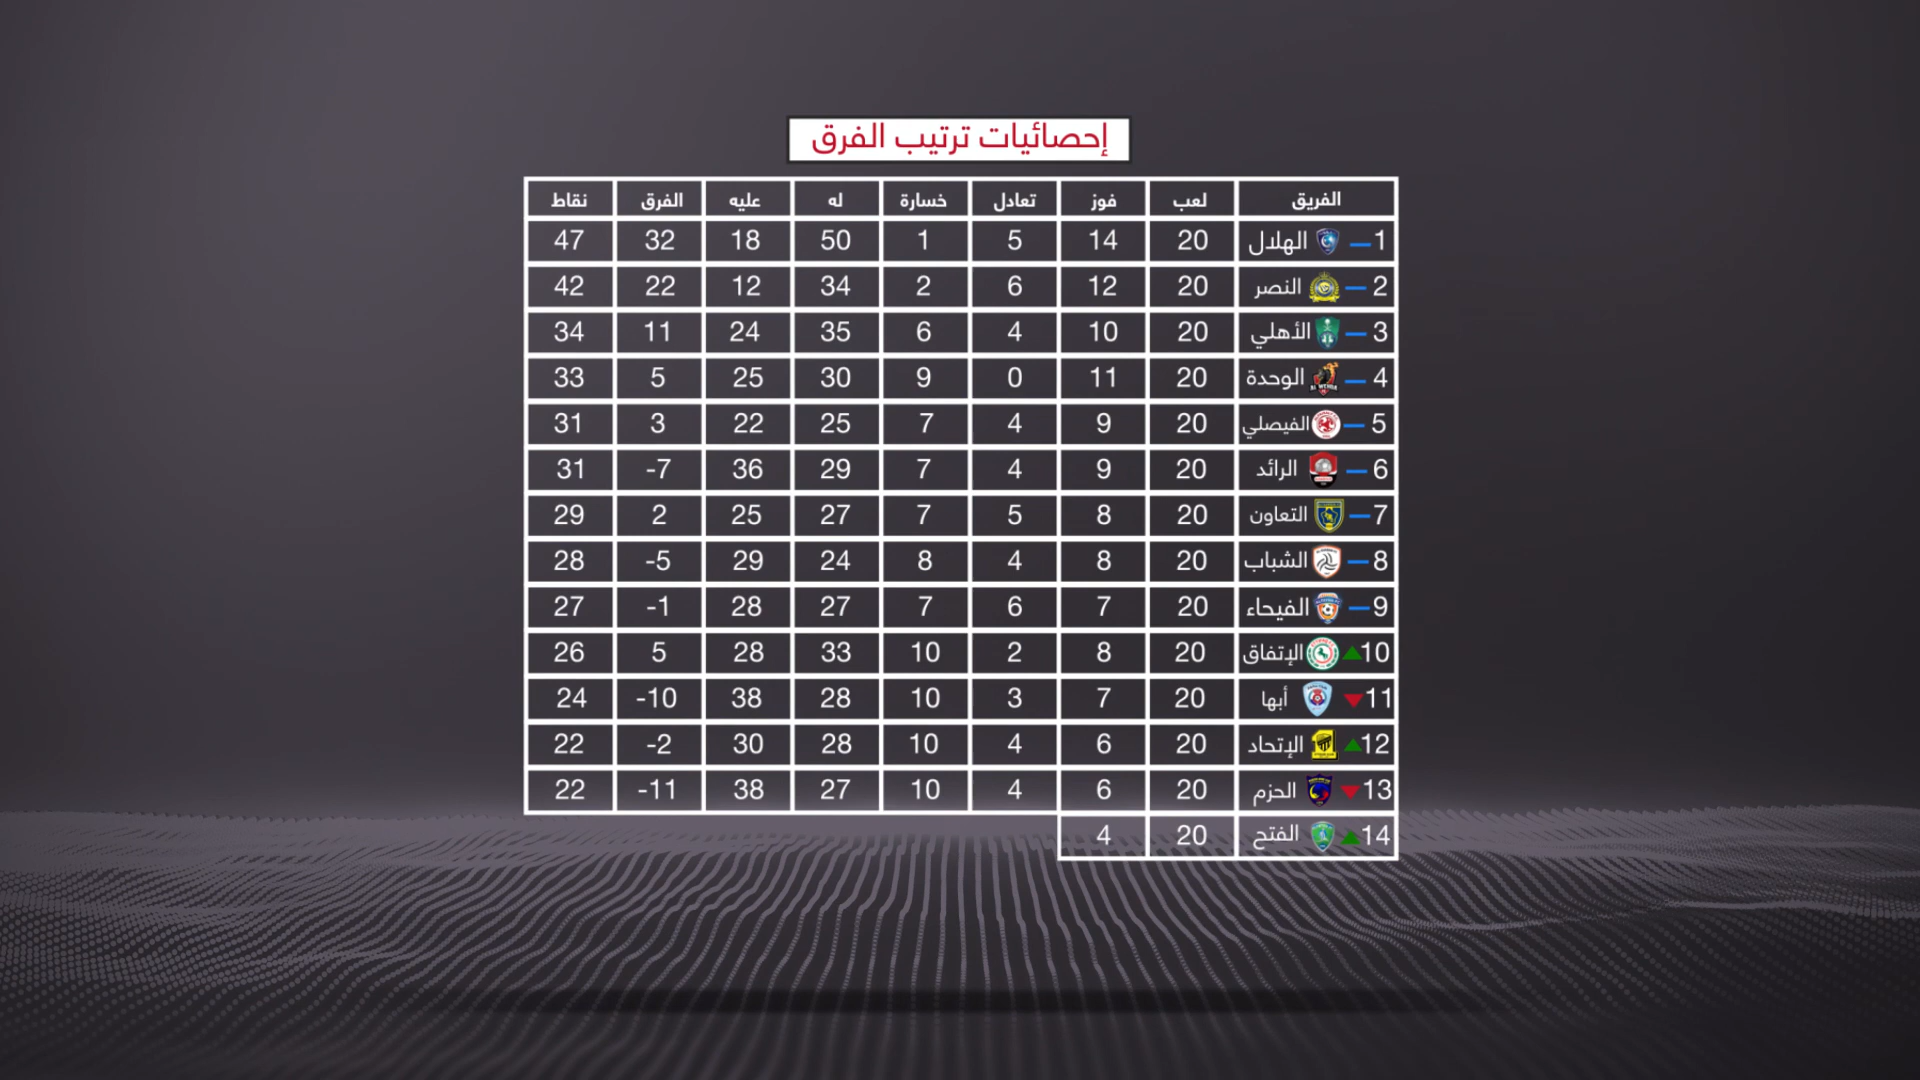 إحصائيات ترتيب الفرق
الفريق لعب فوز تعادل خسارة له عليه الفرق نقاط
1 الهلال 20 14 5 1 50 18 32 47
2 النصر 20 12 6 2 34 12 22 42
3 الأهلي 20 10 4 6 35 24 11 34
4 الوحدة 20 11 0 9 30 25 5 33
5 الفيصلي 20 9 4 7 25 22 3 31
6 الرائد 20 9 4 7 29 36 -7 31
7 التعاون 20 8 5 7 27 25 2 29
8 الشباب 20 8 4 8 24 29 -5 28
9 الفيحاء 20 7 6 7 27 28 -1 27
10 الإتفاق 20 8 2 10 33 28 5 26
11 أبها 20 7 3 10 28 38 -10 24
12 الإتحاد 20 6 4 10 28 30 -2 22
13 الحزم 20 6 4 10 27 38 -11 22
14 الفتح 20 4